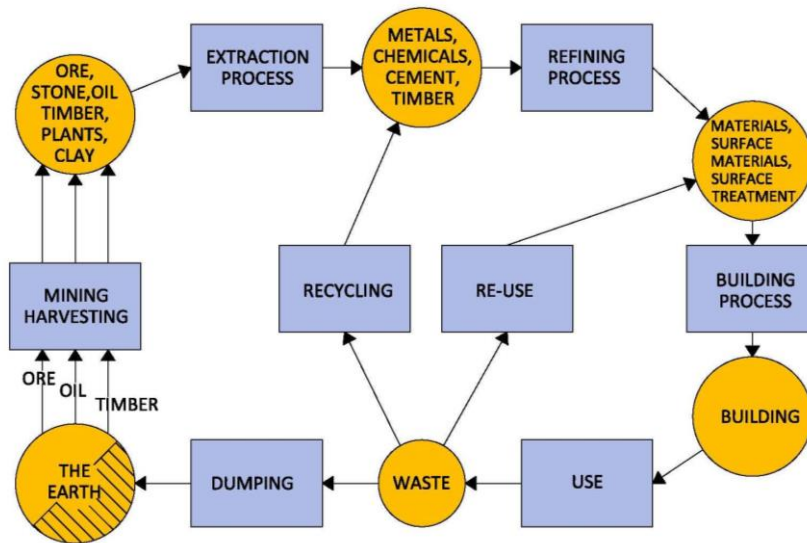 ORE,
STONE,OIL
TIMBER,
PLANTS,
CLAY
EXTRACTION
PROCESS
METALS,
CHEMICALS,
CEMENT,
TIMBER
REFINING
PROCESS
MATERIALS,
SURFACE
MATERIALS,
SURFACE
TREATMENT
MINING
HARVESTING
RECYCLING
RE-USE
BUILDING
PROCESS
ORE
OIL
TIMBER
THE
EARTH
DUMPING
WASTE
USE
BUILDING